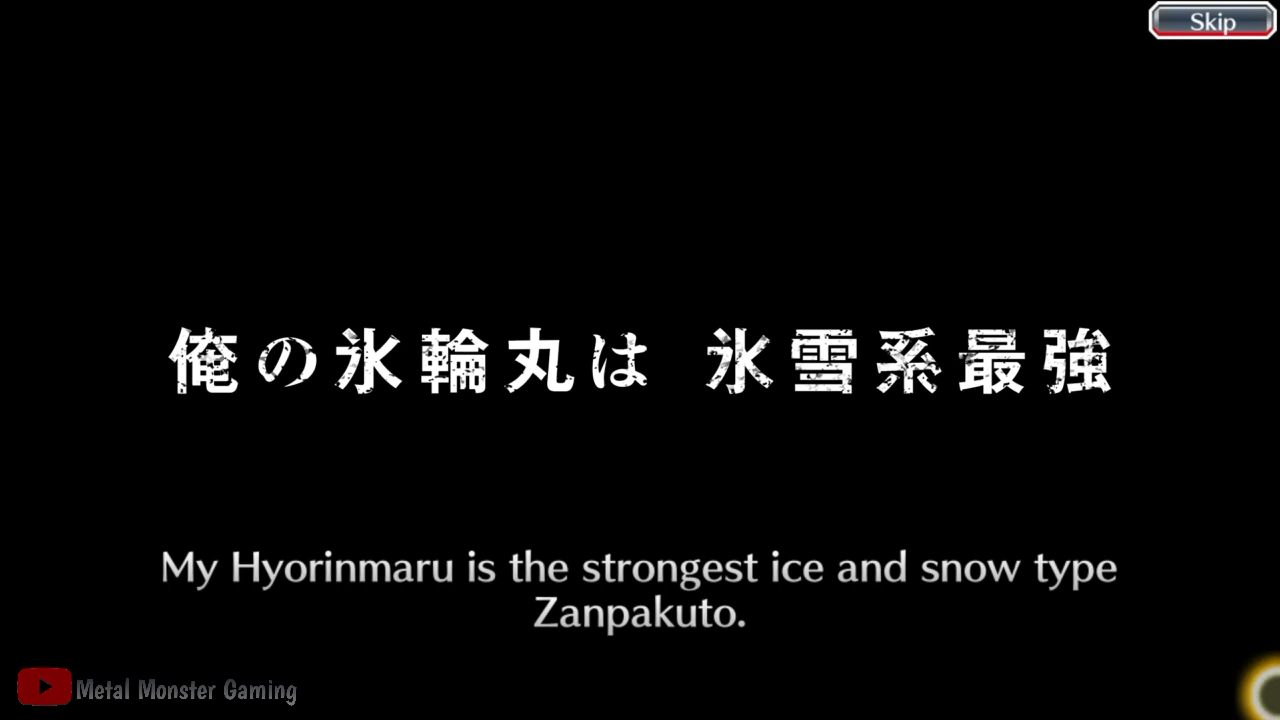 Skip
俺の氷輪丸は 氷雪系最強
My Hyorinmaru is the strongest ice and snow type
Zanpakuto.
Metal Monster Gaming